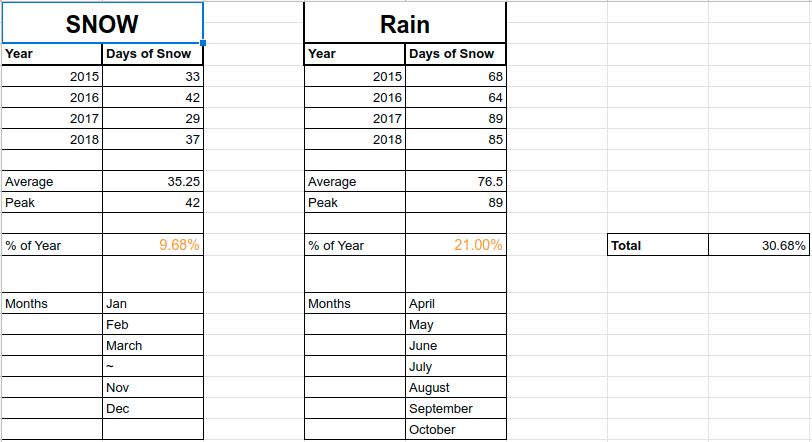 SNOW Rain
Year Days of Snow Year Days of Snow
2015 33 2015 68
2016 42 2016 64
2017 29 2017 89
2018 37 2018 85
Average 35.25 Average 76.5
Peak 42 Peak 89
% of Year 9.68% % of Year 21.00% Total 30.68%
Months Jan Months April
Feb May
March June
~ July
Nov August
Dec September
October